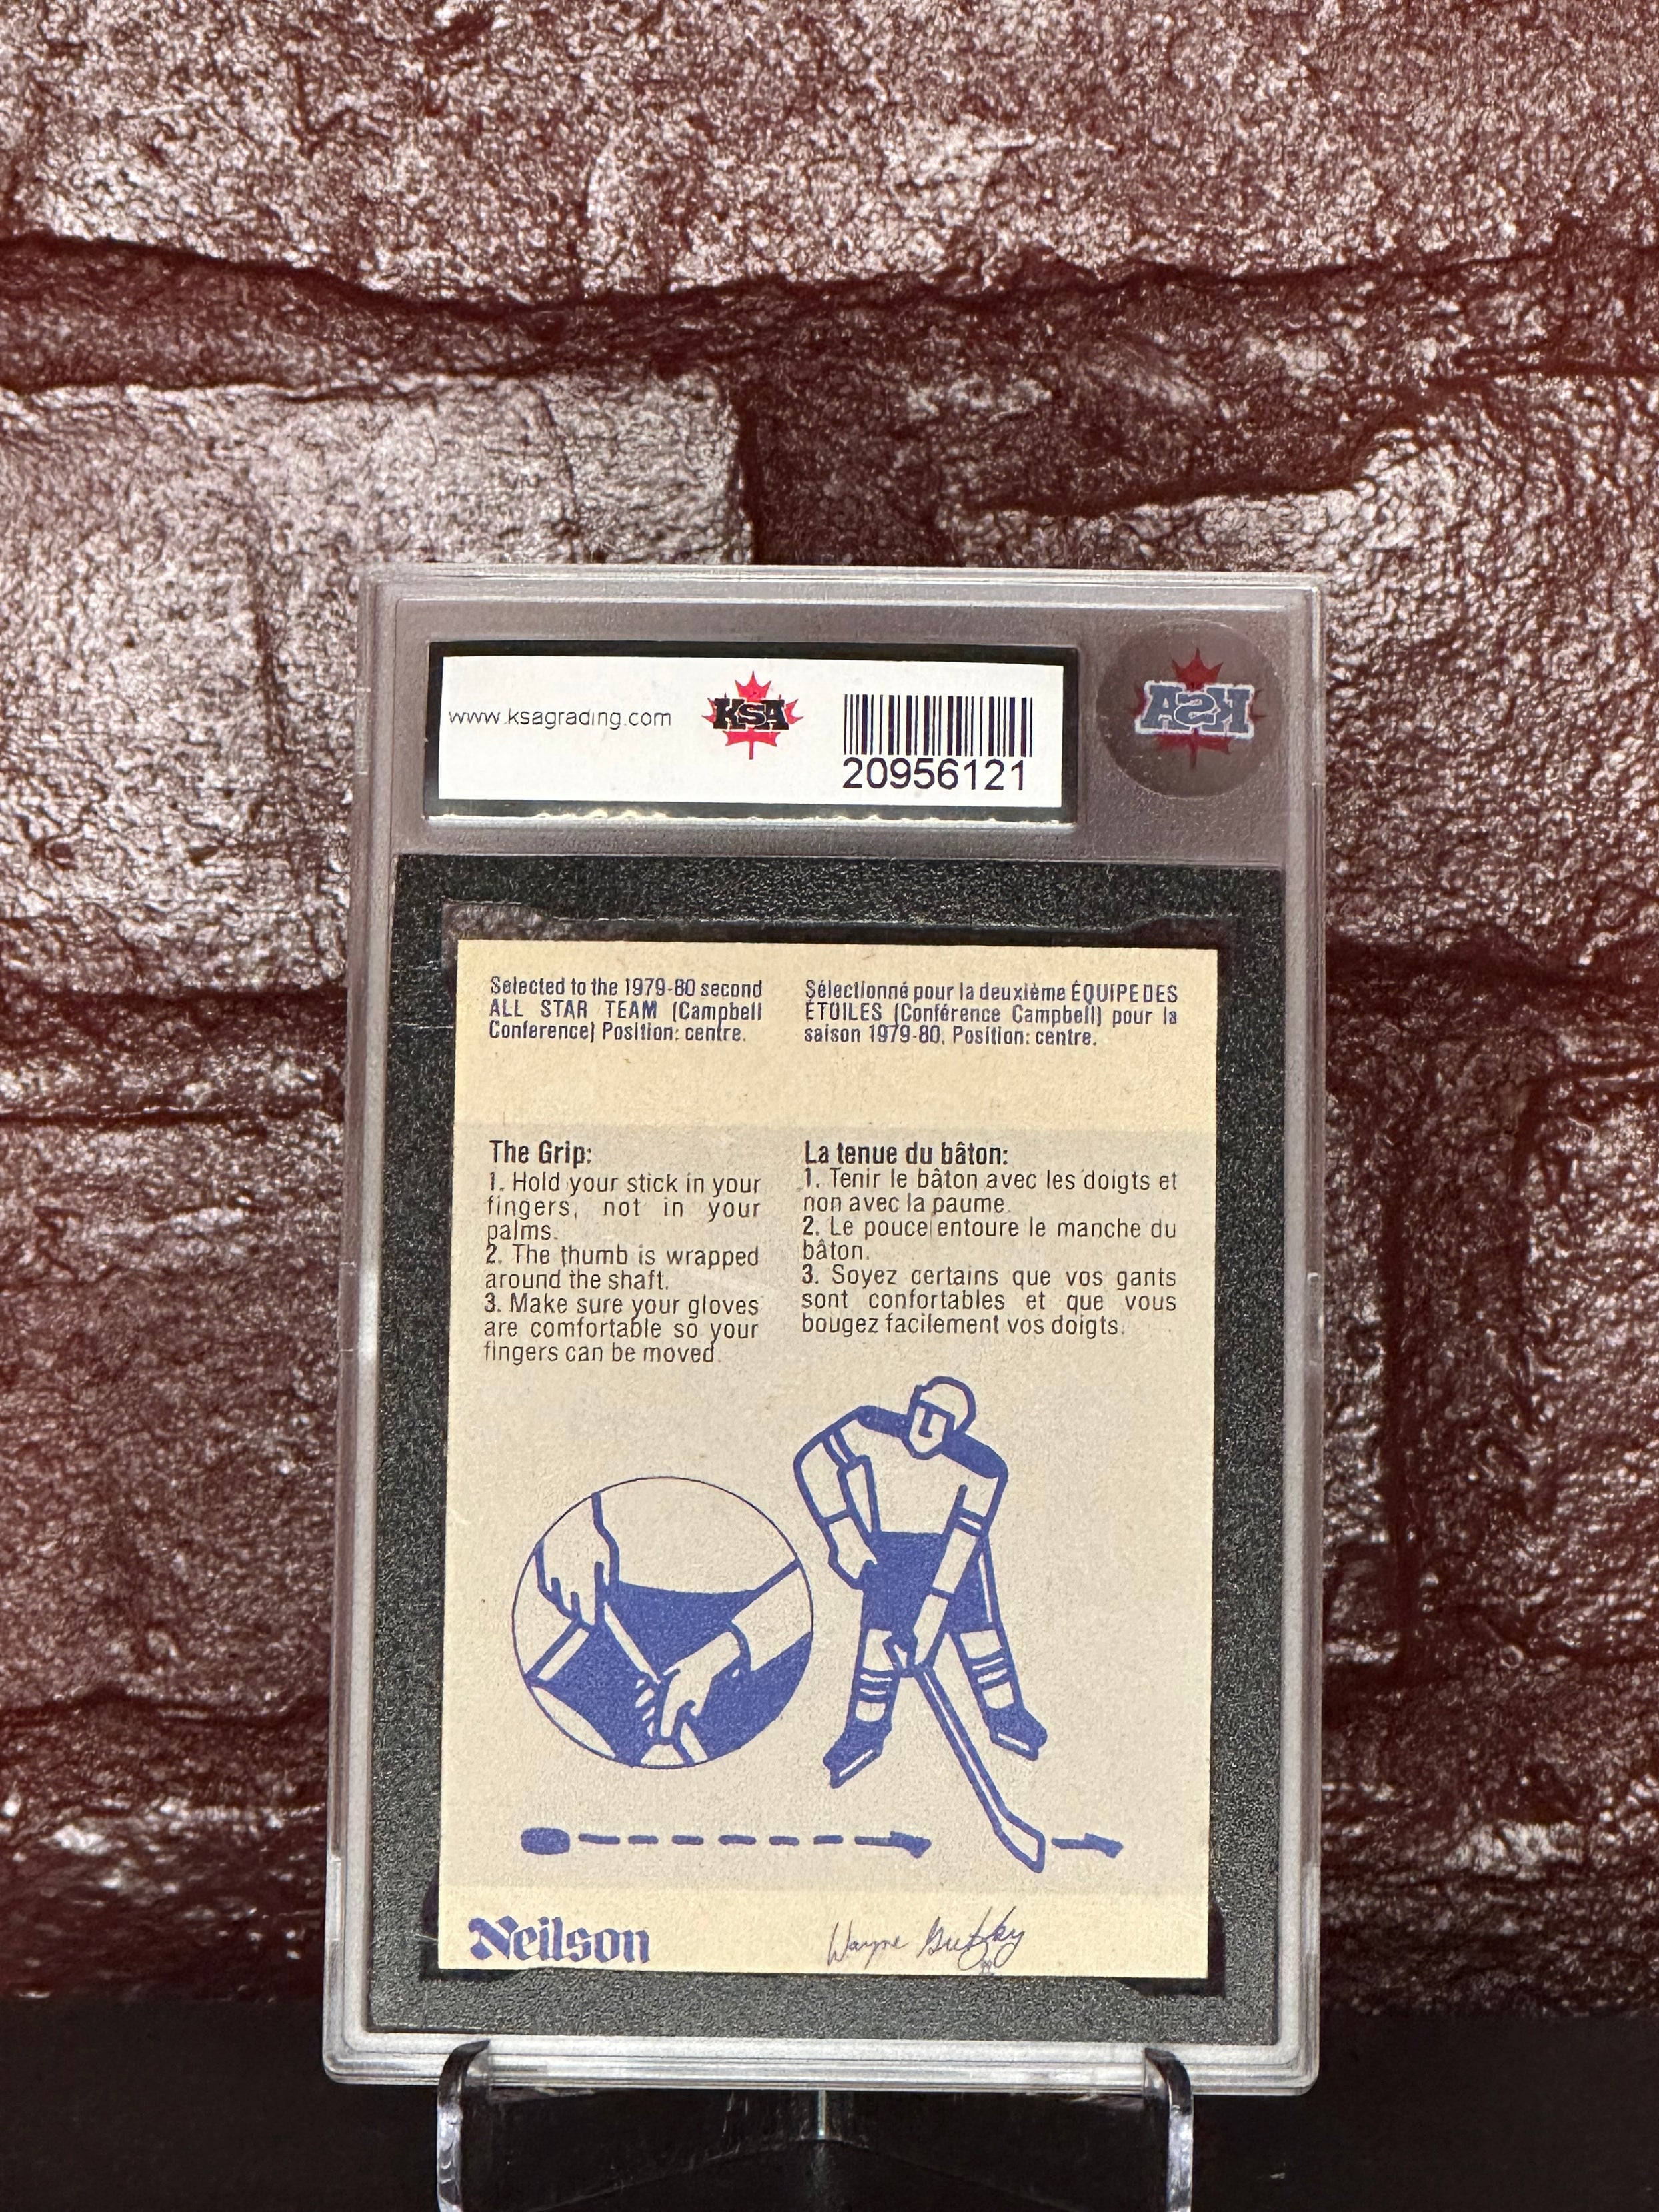 www.ksagrading.com
KSA
20956121
KSA
Selected to the 1979-80 second
ALL STAR TEAM (Campbell
Conference) Position: centre.
Sélectionné pour la deuxième ÉQUIPE DES
ÉTOILES (Conférence Campbell) pour la
saison 1979-80. Position: centre.
The Grip:
1. Hold your stick in your
fingers, not in your
palms.
2. The thumb is wrapped
around the shaft.
3. Make sure your gloves
are comfortable so your
fingers can be moved.
La tenue du bâton:
1. Tenir le bâton avec les doigts et
non avec la paume.
2. Le pouce entoure le manche du
bâton.
3. Soyez certains que vos gants
sont confortables et que vous
bougez facilement vos doigts.
Neilson
Wayne Gretzky
99